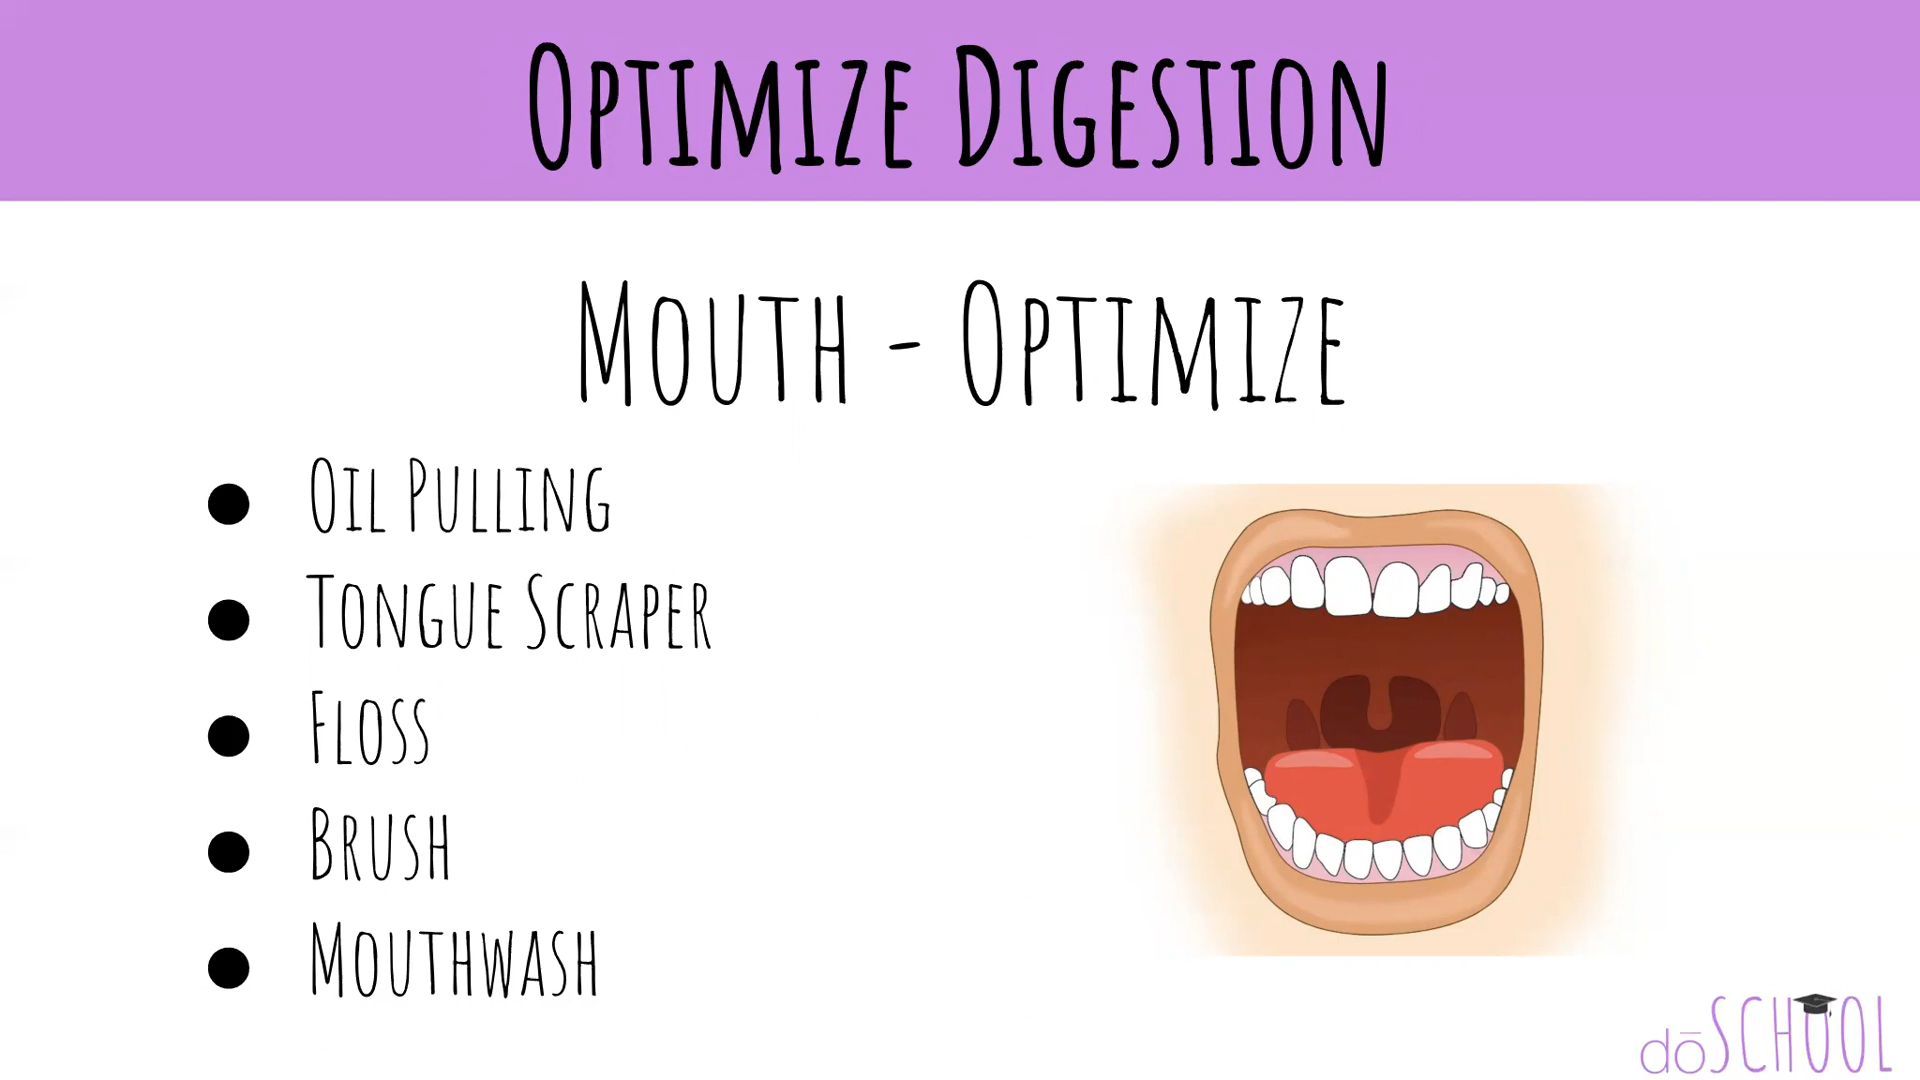 Optimize Digestion
Mouth - Optimize
Oil Pulling
Tongue Scraper
Floss
Brush
Mouthwash
dōSCHOOL